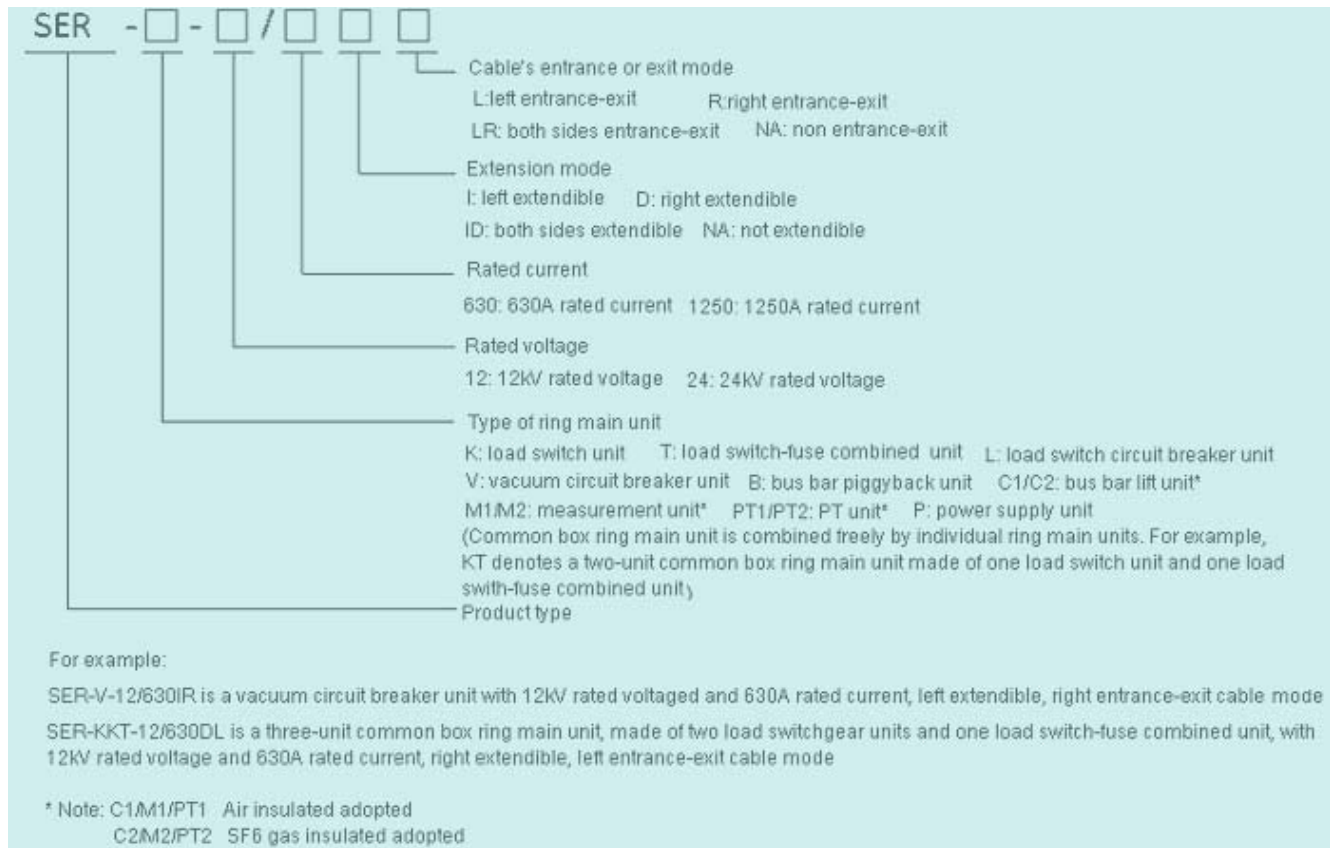 SER -□-□/□ □ □
Cable's entrance or exit mode
L:left entrance-exit R:right entrance-exit
LR: both sides entrance-exit NA: non entrance-exit
Extension mode
I: left extendible D: right extendible
ID: both sides extendible NA: not extendible
Rated current
630: 630A rated current 1250: 1250A rated current
Rated voltage
12: 12kV rated voltage 24: 24kV rated voltage
Type of ring main unit
K: load switch unit T: load switch-fuse combined unit L: load switch circuit breaker unit
V: vacuum circuit breaker unit B: bus bar piggyback unit C1/C2: bus bar lift unit*
M1/M2: measurement unit* PT1/PT2: PT unit* P: power supply unit
(Common box ring main unit is combined freely by individual ring main units. For example,
KT denotes a two-unit common box ring main unit made of one load switch unit and one load
swith-fuse combined unit)
Product type
For example:
SER-V-12/630IR is a vacuum circuit breaker unit with 12kV rated voltaged and 630A rated current, left extendible, right entrance-exit cable mode
SER-KKT-12/630DL is a three-unit common box ring main unit, made of two load switchgear units and one load switch-fuse combined unit, with
12kV rated voltage and 630A rated current, right extendible, left entrance-exit cable mode
* Note: C1/M1/PT1 Air insulated adopted
C2/M2/PT2 SF6 gas insulated adopted